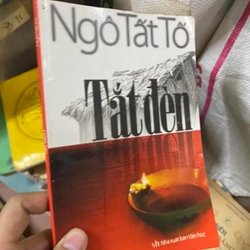 Ngô Tất Tố
Tắt đèn
Nhà xuất bản Văn học